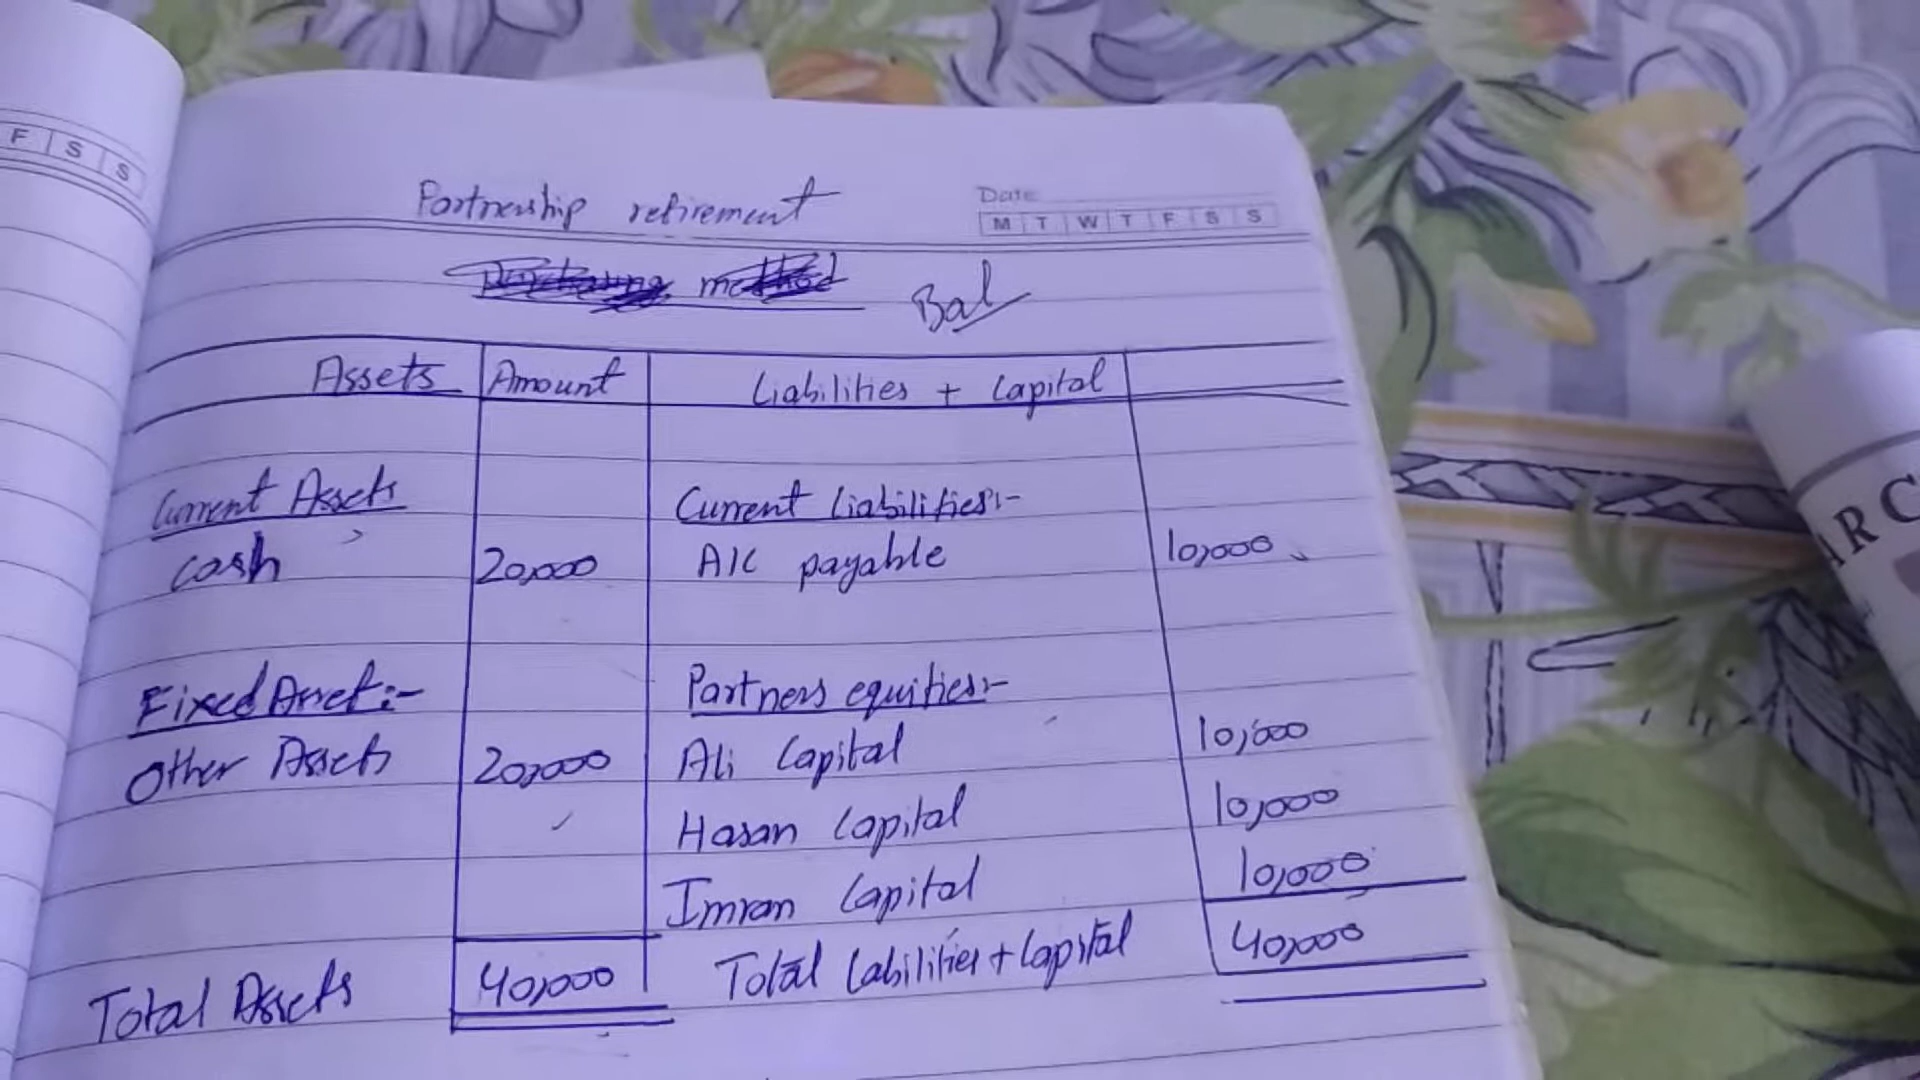 F S S
Partnership retirement
Date
M T W T F S S
Bal
Assets Amount Liabilities + Capital
Current Assets Current Liabilities:-
Cash 20,000 A/C payable 10,000
Fixed Asset:- Partners equities:-
Other Assets 20,000 Ali Capital 10,000
Hasan Capital 10,000
Imran Capital 10,000
Total Assets 40,000 Total Labilities + Capital 40,000
ARC